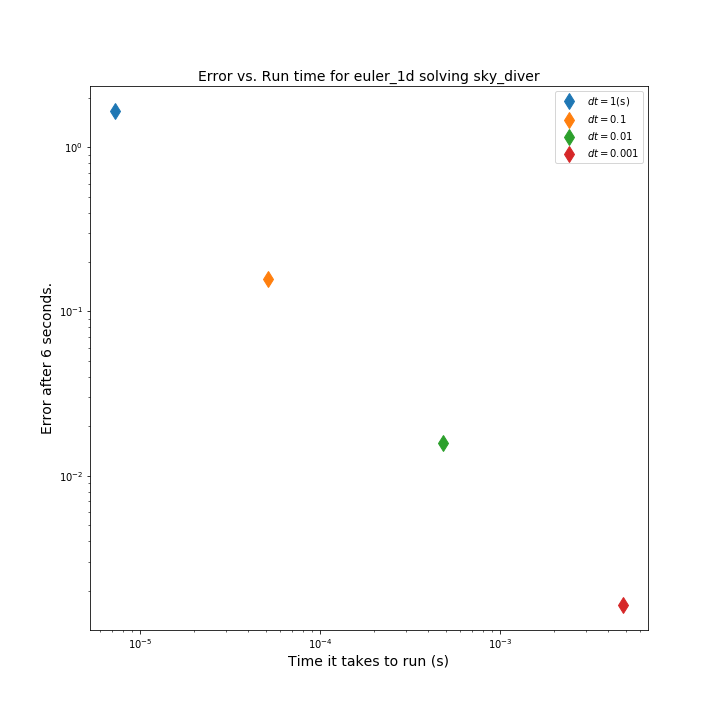 Error vs. Run time for euler_1d solving sky_diver
dt = 1(s)
dt = 0.1
dt = 0.01
dt = 0.001
10⁰
10⁻¹
10⁻²
Error after 6 seconds.
10⁻⁵
10⁻⁴
10⁻³
Time it takes to run (s)